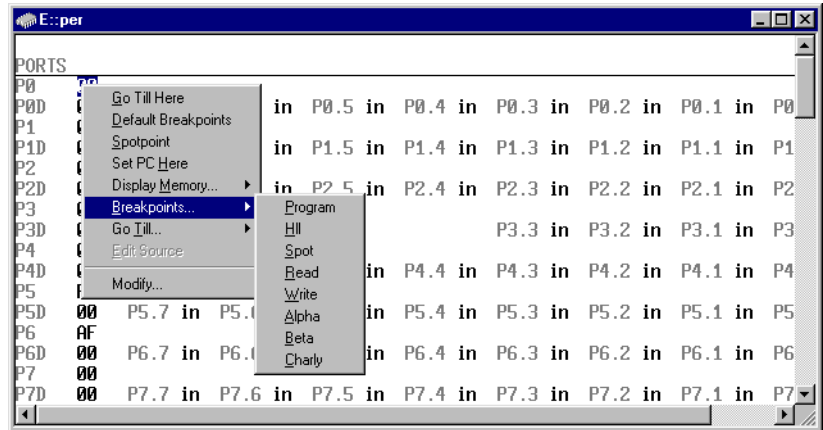 E::per
PORTS
P0
P0D in P0.5 in P0.4 in P0.3 in P0.2 in P0.1 in P0
P1
P1D in P1.5 in P1.4 in P1.3 in P1.2 in P1.1 in P1
P2
P2D in P2.5 in P2.4 in P2.3 in P2.2 in P2.1 in P2
P3
P3D P3.3 in P3.2 in P3.1 in P3
P4
P4D in P4.4 in P4.3 in P4.2 in P4.1 in P4
P5
P5D 00 P5.7 in in P5.4 in P5.3 in P5.2 in P5.1 in P5
P6 AF
P6D 00 P6.7 in in P6.4 in P6.3 in P6.2 in P6.1 in P6
P7 00
P7D 00 P7.7 in P7.6 in P7.5 in P7.4 in P7.3 in P7.2 in P7.1 in P7
Go Till Here
Default Breakpoints
Spotpoint
Set PC Here
Display Memory...
Breakpoints...
Go Till...
Edit Source
Modify...
Program
Hll
Spot
Read
Write
Alpha
Beta
Charly